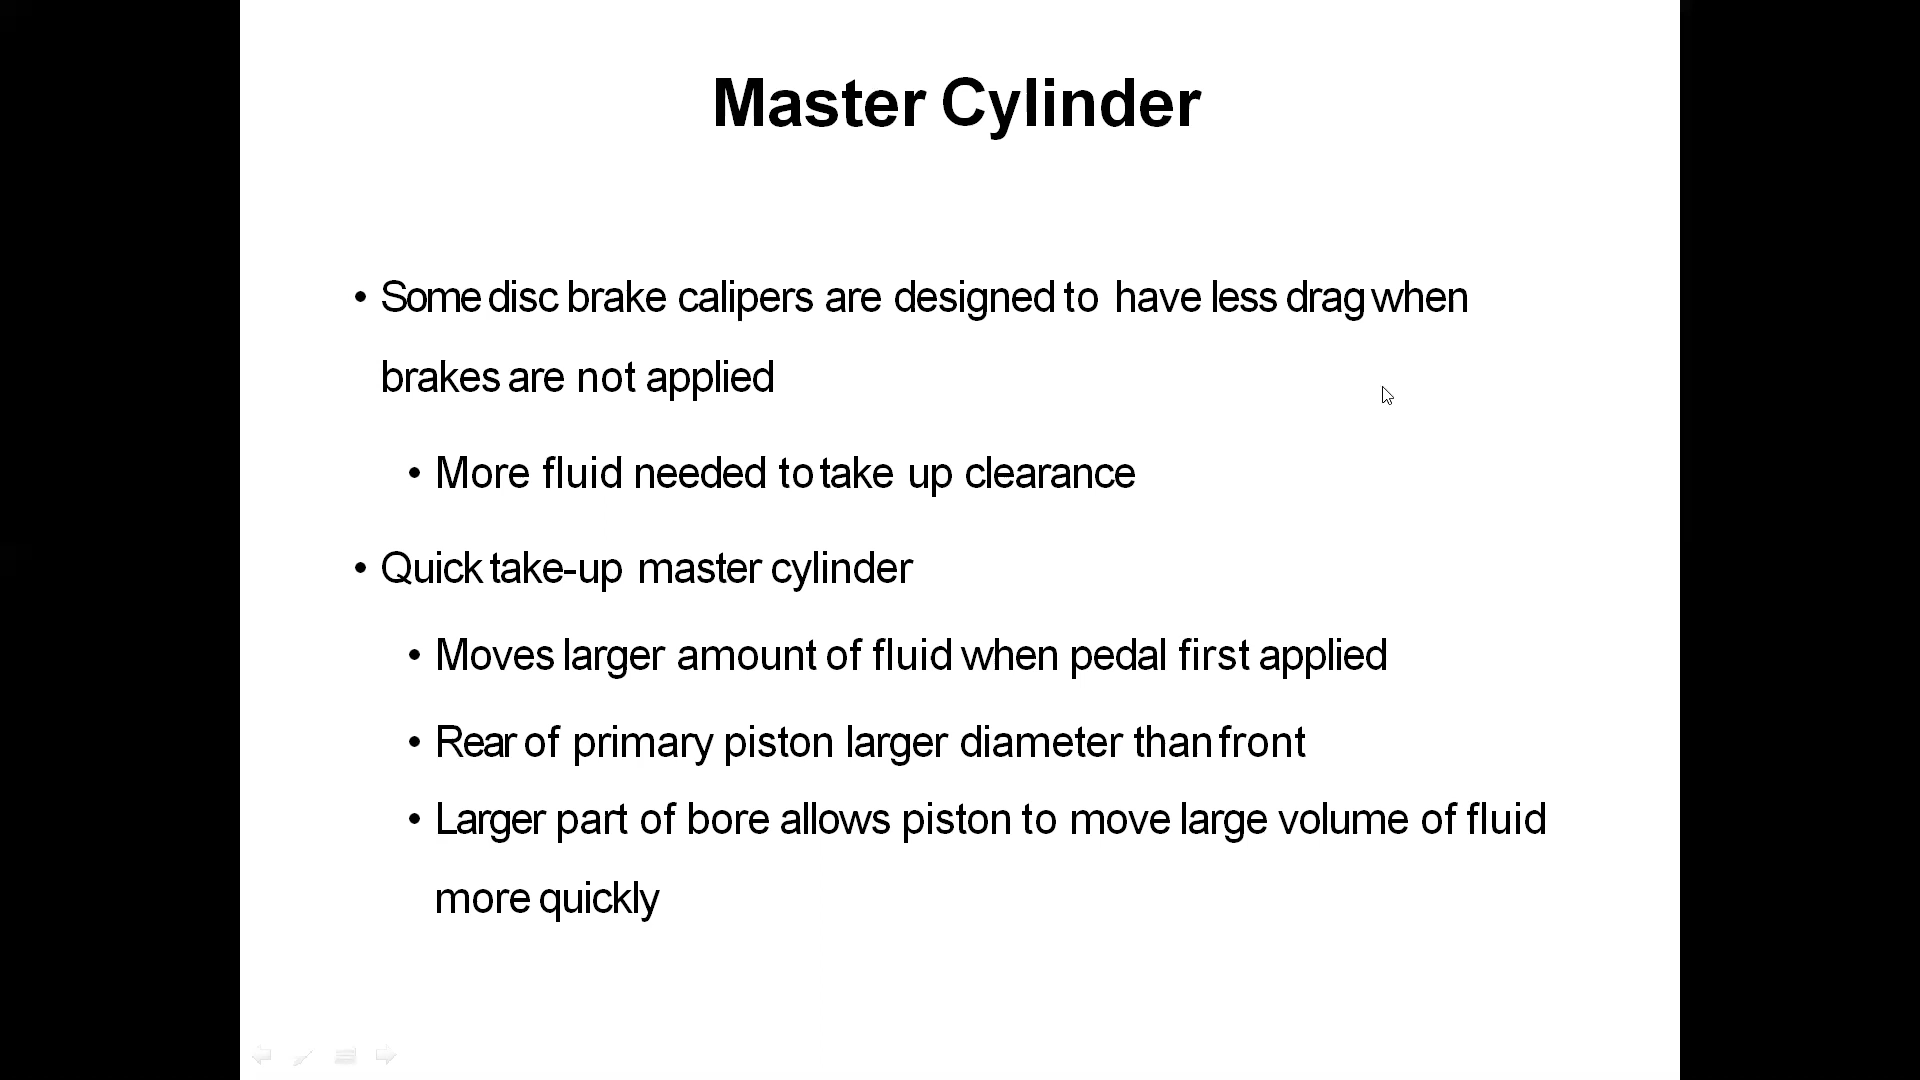 Master Cylinder
• Some disc brake calipers are designed to have less drag when
brakes are not applied
• More fluid needed to take up clearance
• Quick take-up master cylinder
• Moves larger amount of fluid when pedal first applied
• Rear of primary piston larger diameter than front
• Larger part of bore allows piston to move large volume of fluid
more quickly